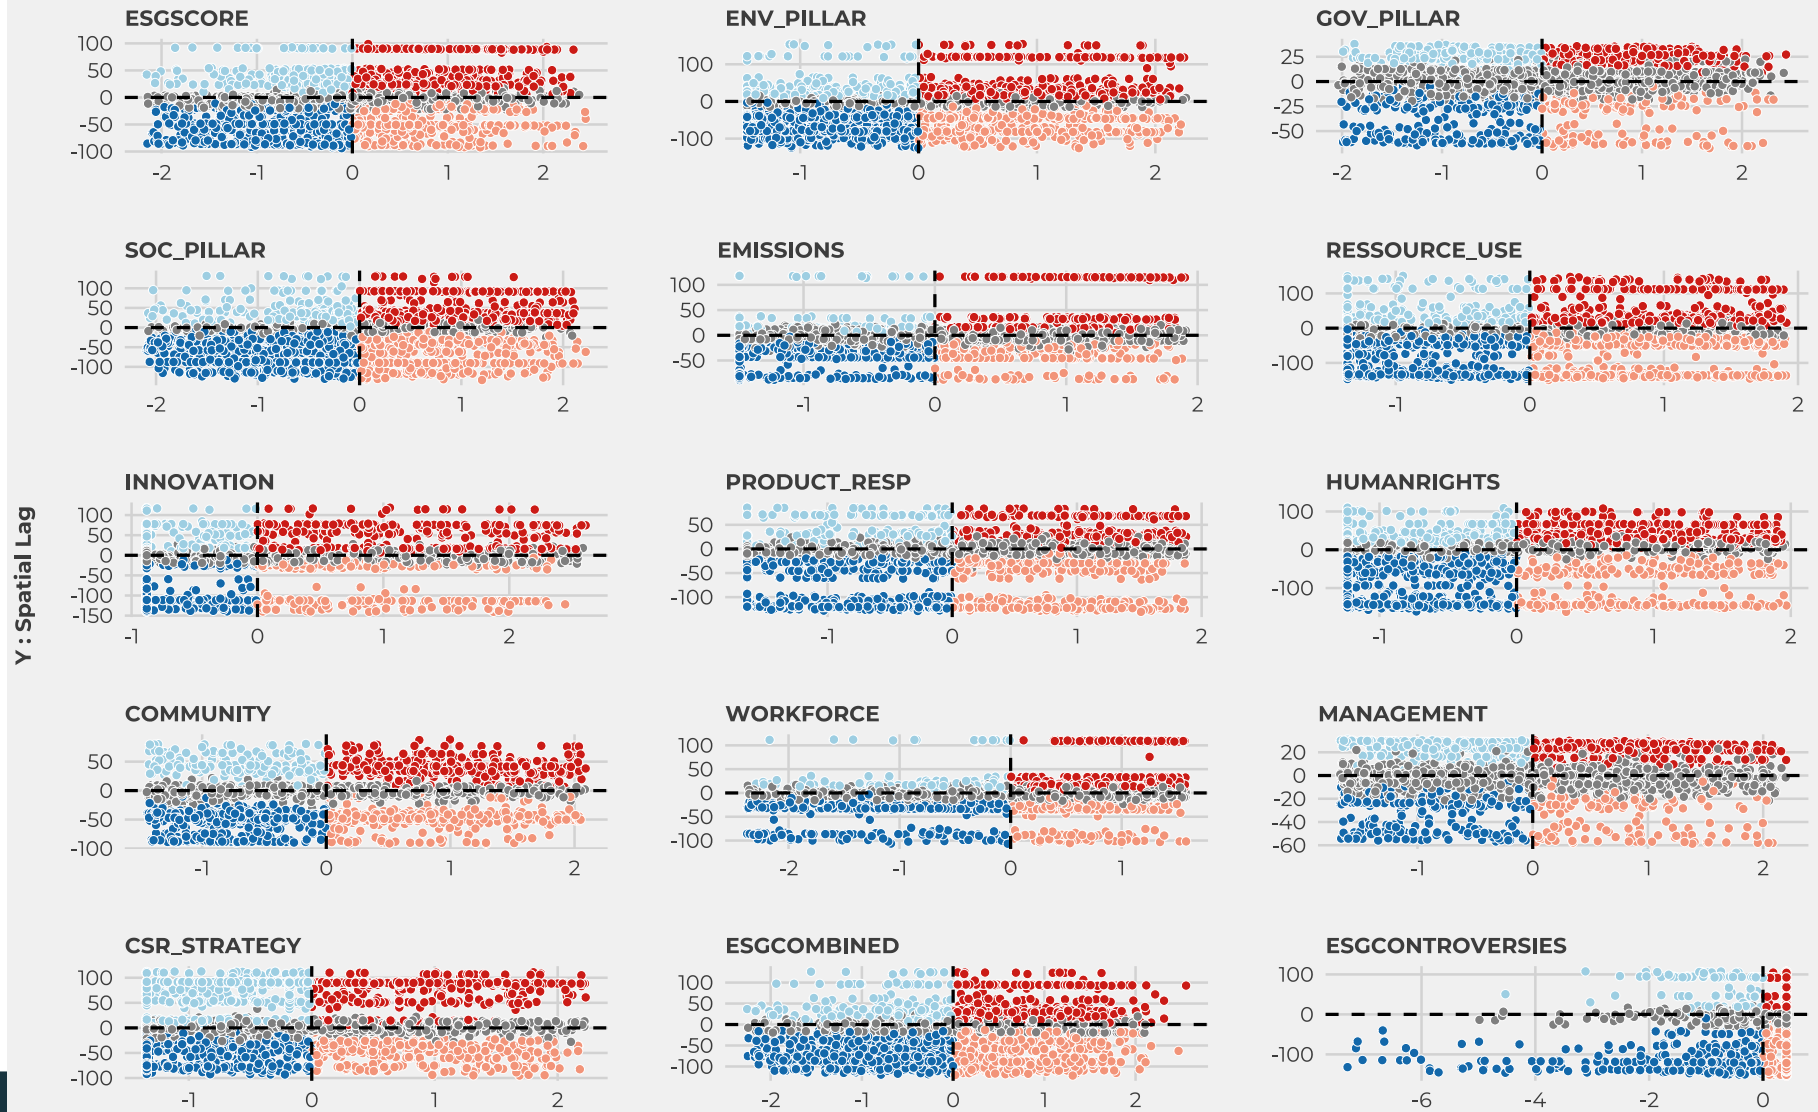 ESGSCORE
100
50
0
-50
-100
-2 -1 0 1 2
ENV_PILLAR
100
0
-100
-1 0 1 2
GOV_PILLAR
25
0
-25
-50
-2 -1 0 1 2
SOC_PILLAR
100
50
0
-50
-100
-2 -1 0 1 2
EMISSIONS
100
50
0
-50
-1 0 1 2
RESSOURCE_USE
100
0
-100
-1 0 1 2
Y : Spatial Lag
INNOVATION
100
50
0
-50
-100
-150
-1 0 1 2
PRODUCT_RESP
50
0
-50
-100
-1 0 1 2
HUMANRIGHTS
100
0
-100
-1 0 1 2
COMMUNITY
50
0
-50
-100
-1 0 1 2
WORKFORCE
100
50
0
-50
-100
-2 -1 0 1
MANAGEMENT
20
0
-20
-40
-60
-1 0 1 2
CSR_STRATEGY
100
50
0
-50
-100
-1 0 1 2
ESGCOMBINED
100
50
0
-50
-100
-2 -1 0 1 2
ESGCONTROVERSIES
100
0
-100
-6 -4 -2 0